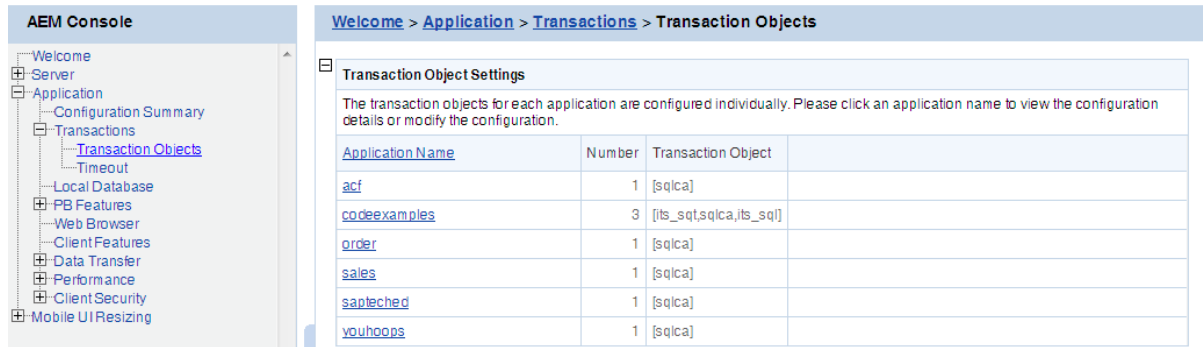 AEM Console
Welcome
Server
Application
Configuration Summary
Transactions
Transaction Objects
Timeout
Local Database
PB Features
Web Browser
Client Features
Data Transfer
Performance
Client Security
Mobile UI Resizing
Welcome > Application > Transactions > Transaction Objects
Transaction Object Settings
The transaction objects for each application are configured individually. Please click an application name to view the configuration
details or modify the configuration.
Application Name Number Transaction Object
acf 1 [sqlca]
codeexamples 3 [its_sqt,sqlca,its_sql]
order 1 [sqlca]
sales 1 [sqlca]
sapteched 1 [sqlca]
youhoops 1 [sqlca]